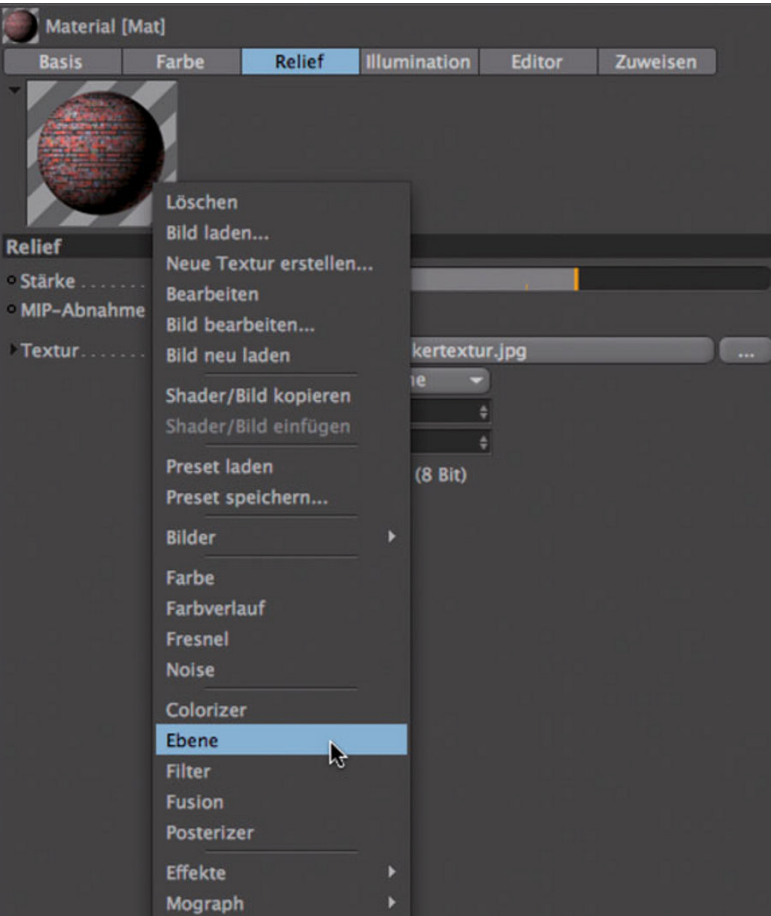 Material [Mat]
Basis Farbe Relief Illumination Editor Zuweisen
Relief
Stärke . . . . . . .
MIP-Abnahme
Textur . . . . . . .
kertextur.jpg
...
ne
(8 Bit)
Löschen
Bild laden...
Neue Textur erstellen...
Bearbeiten
Bild bearbeiten...
Bild neu laden
Shader/Bild kopieren
Shader/Bild einfügen
Preset laden
Preset speichern...
Bilder
Farbe
Farbverlauf
Fresnel
Noise
Colorizer
Ebene
Filter
Fusion
Posterizer
Effekte
Mograph